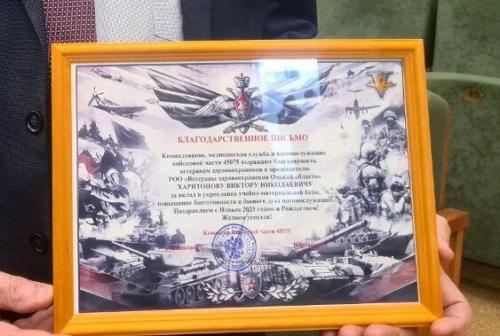 БЛАГОДАРСТВЕННОЕ ПИСЬМО
Командование, медицинская служба и военнослужащие
войсковой части 45075 выражают благодарность
ветеранам здравоохранения и председателю
РОО «Ветераны здравоохранения Омской области»
ХАРИТОНОВУ ВИКТОРУ НИКОЛАЕВИЧУ
за вклад в укрепление учебно-материальной базы,
повышение боеготовности и боевого духа военнослужащих.
Поздравляем с Новым 2025 годом и Рождеством!
Желаем успехов!
Командир войсковой части 45075